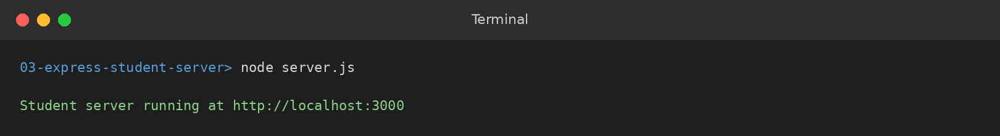 Terminal
03-express-student-server> node server.js
Student server running at http://localhost:3000